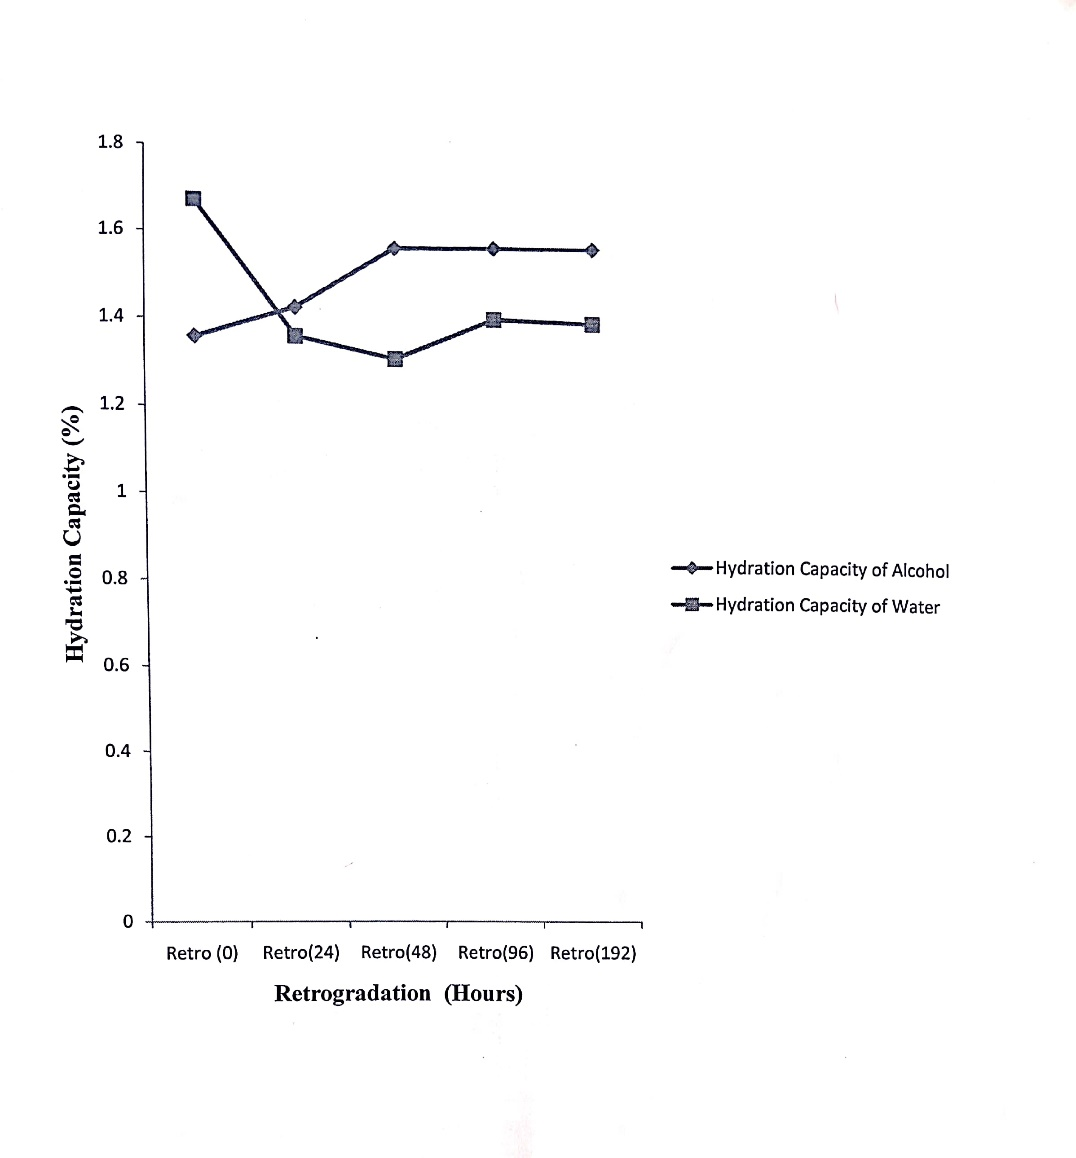 1.8
1.6
1.4
1.2
1
0.8
0.6
0.4
0.2
0
Hydration Capacity (%)
Hydration Capacity of Alcohol
Hydration Capacity of Water
Retro (0) Retro(24) Retro(48) Retro(96) Retro(192)
Retrogradation (Hours)